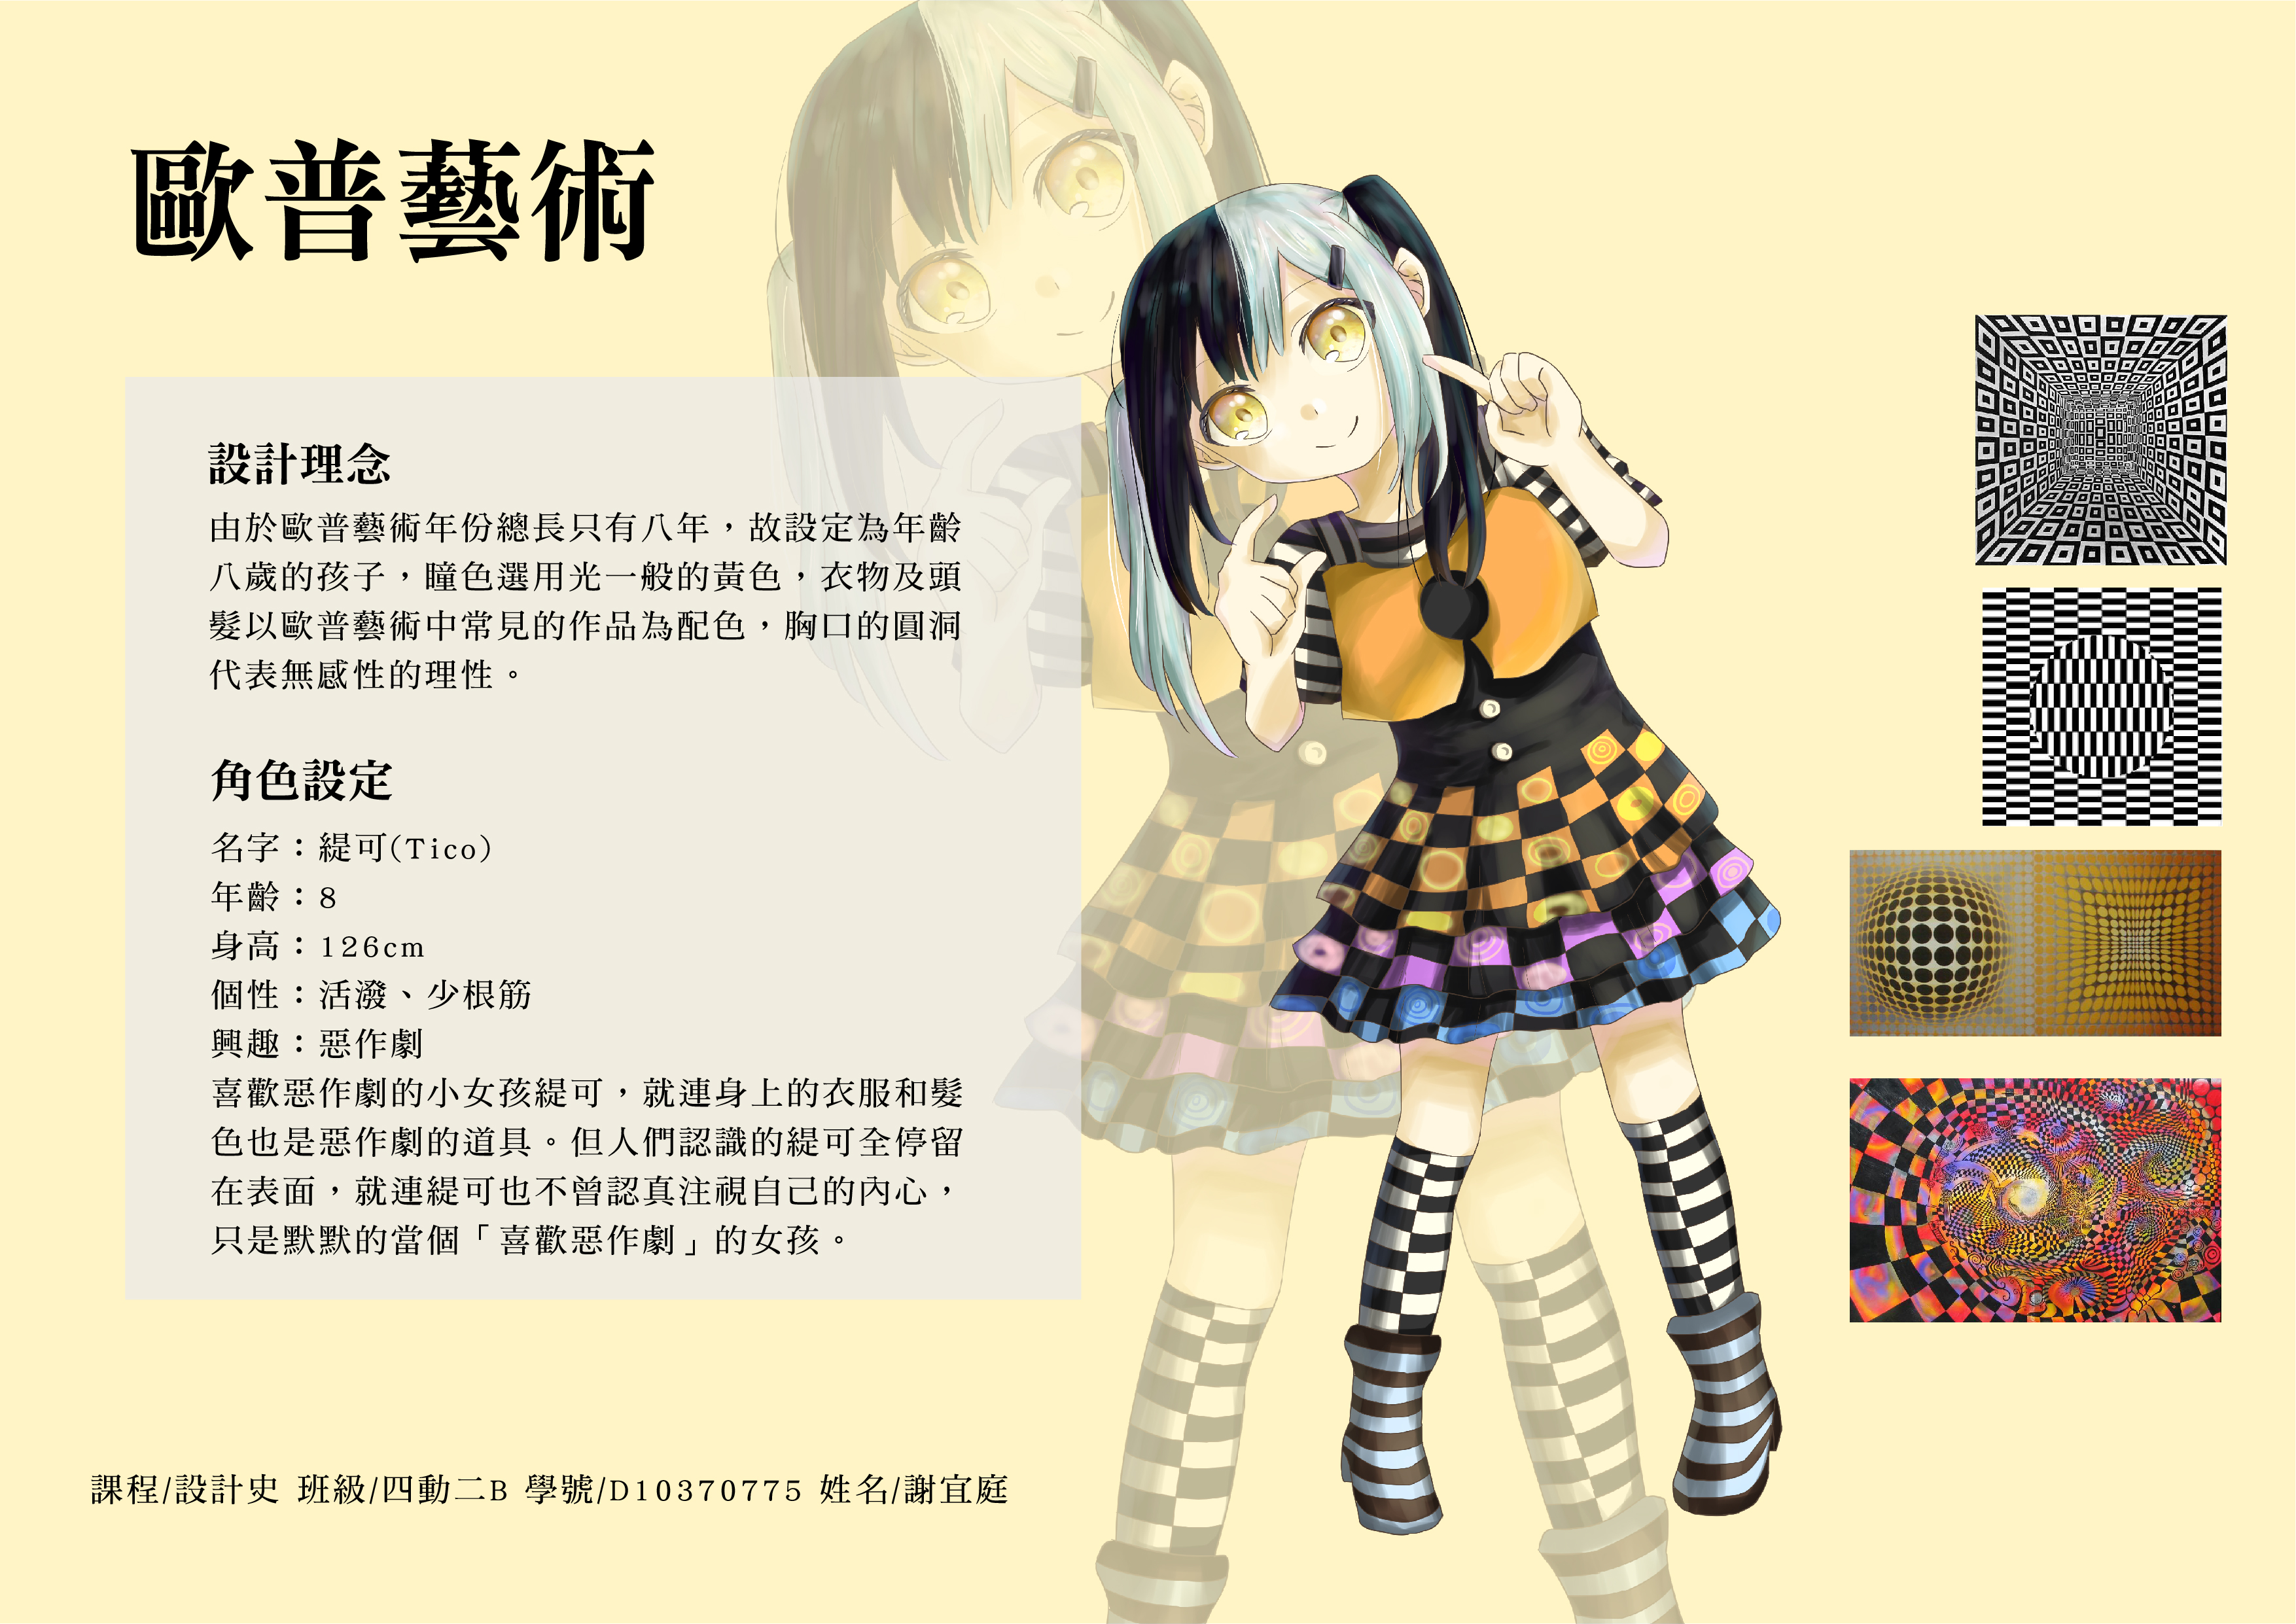 歐普藝術
設計理念
由於歐普藝術年份總長只有八年，故設定為年齡
八歲的孩子，瞳色選用光一般的黃色，衣物及頭
髮以歐普藝術中常見的作品為配色，胸口的圓洞
代表無感性的理性。
角色設定
名字：緹可(Tico)
年齡：8
身高：126cm
個性：活潑、少根筋
興趣：惡作劇
喜歡惡作劇的小女孩緹可，就連身上的衣服和髮
色也是惡作劇的道具。但人們認識的緹可全停留
在表面，就連緹可也不曾認真注視自己的內心，
只是默默的當個「喜歡惡作劇」的女孩。
課程/設計史 班級/四動二B 學號/D10370775 姓名/謝宜庭